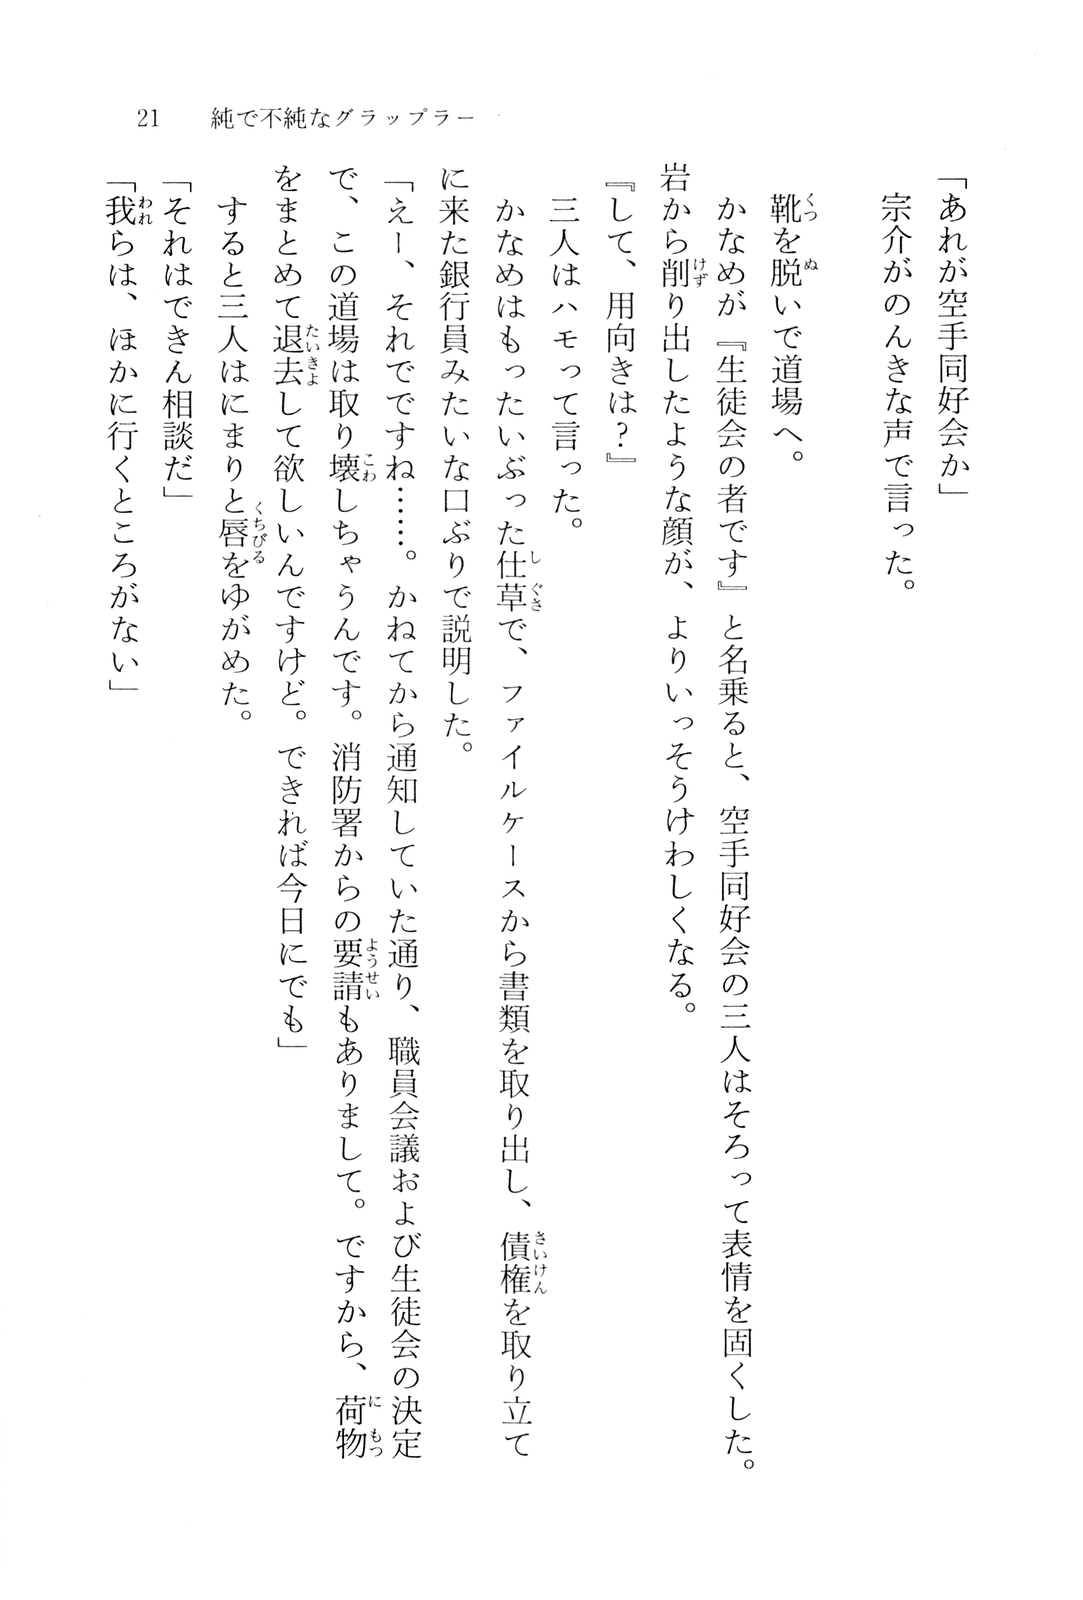 21　純で不純なグラップラー
「あれが空手同好会か」
　宗介がのんきな声で言った。
　靴を脱いで道場へ。
　かなめが『生徒会の者です』と名乗ると、空手同好会の三人はそろって表情を固くした。
岩から削り出したような顔が、よりいっそうけわしくなる。
『して、用向きは？』
　三人はハモって言った。
　かなめはもったいぶった仕草で、ファイルケースから書類を取り出し、債権を取り立て
に来た銀行員みたいな口ぶりで説明した。
「えー、それでですね……。かねてから通知していた通り、職員会議および生徒会の決定
で、この道場は取り壊しちゃうんです。消防署からの要請もありまして。ですから、荷物
をまとめて退去して欲しいんですけど。できれば今日にでも」
　すると三人はにまりと唇をゆがめた。
「それはできん相談だ」
「我らは、ほかに行くところがない」